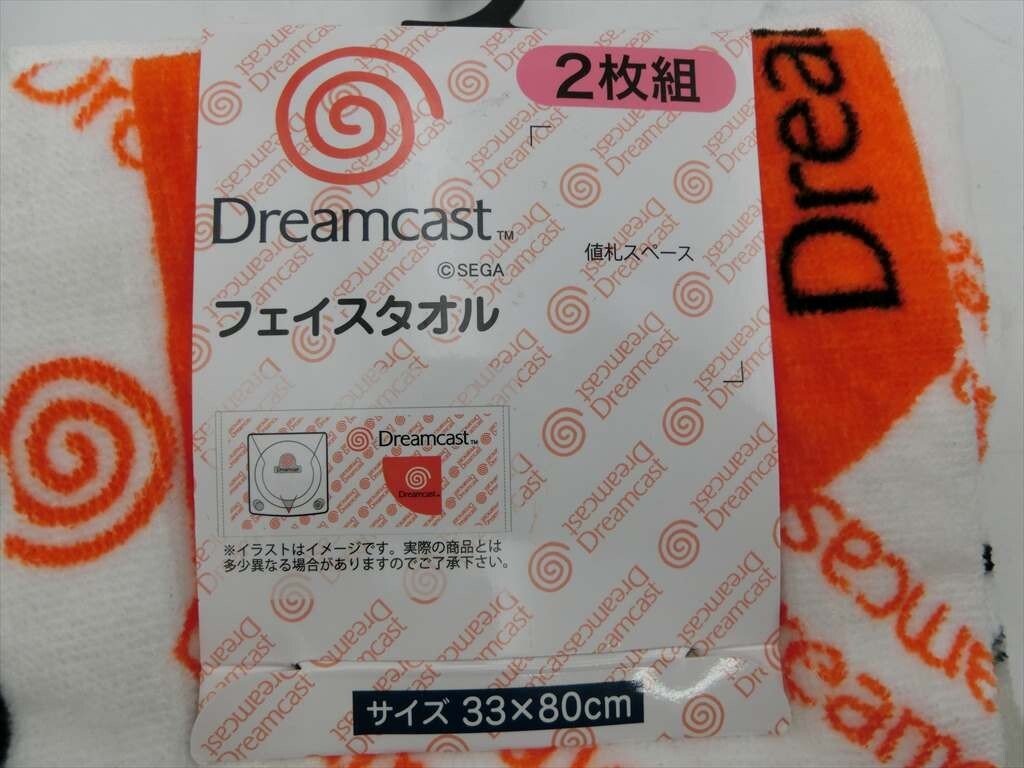 2枚組
Dreamcast™
©SEGA
値札スペース
フェイスタオル
Dreamcast™
Dreamcast
Dreamcast™
※イラストはイメージです。実際の商品とは
多少異なる場合がありますのでご了承下さい。
サイズ 33×80cm
Drea